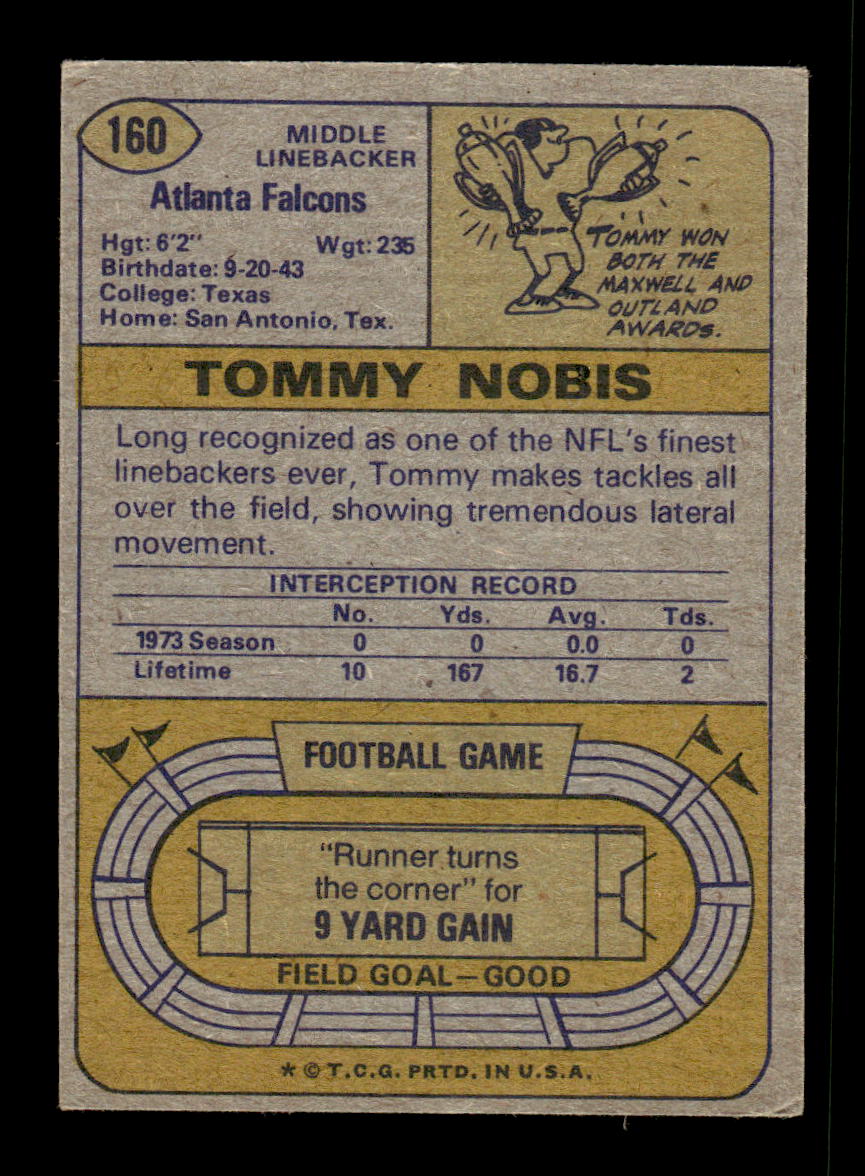 160
MIDDLE
LINEBACKER
Atlanta Falcons
Hgt: 6'2" Wgt: 235
Birthdate: 9-20-43
College: Texas
Home: San Antonio, Tex.
TOMMY WON
BOTH THE
MAXWELL AND
OUTLAND
AWARDS.
TOMMY NOBIS
Long recognized as one of the NFL's finest
linebackers ever, Tommy makes tackles all
over the field, showing tremendous lateral
movement.
INTERCEPTION RECORD
No. Yds. Avg. Tds.
1973 Season 0 0 0.0 0
Lifetime 10 167 16.7 2
FOOTBALL GAME
"Runner turns
the corner" for
9 YARD GAIN
FIELD GOAL—GOOD
* © T.C.G. PRTD. IN U.S.A.